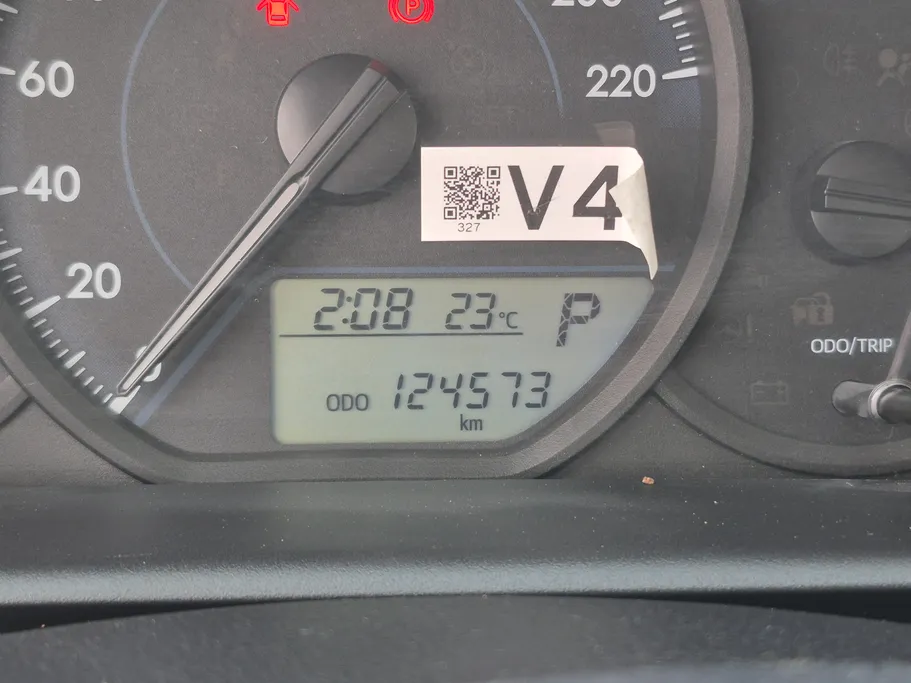 60
220
40
V4
327
20
2:08 23°C P
ODO/TRIP
ODO 124573
km